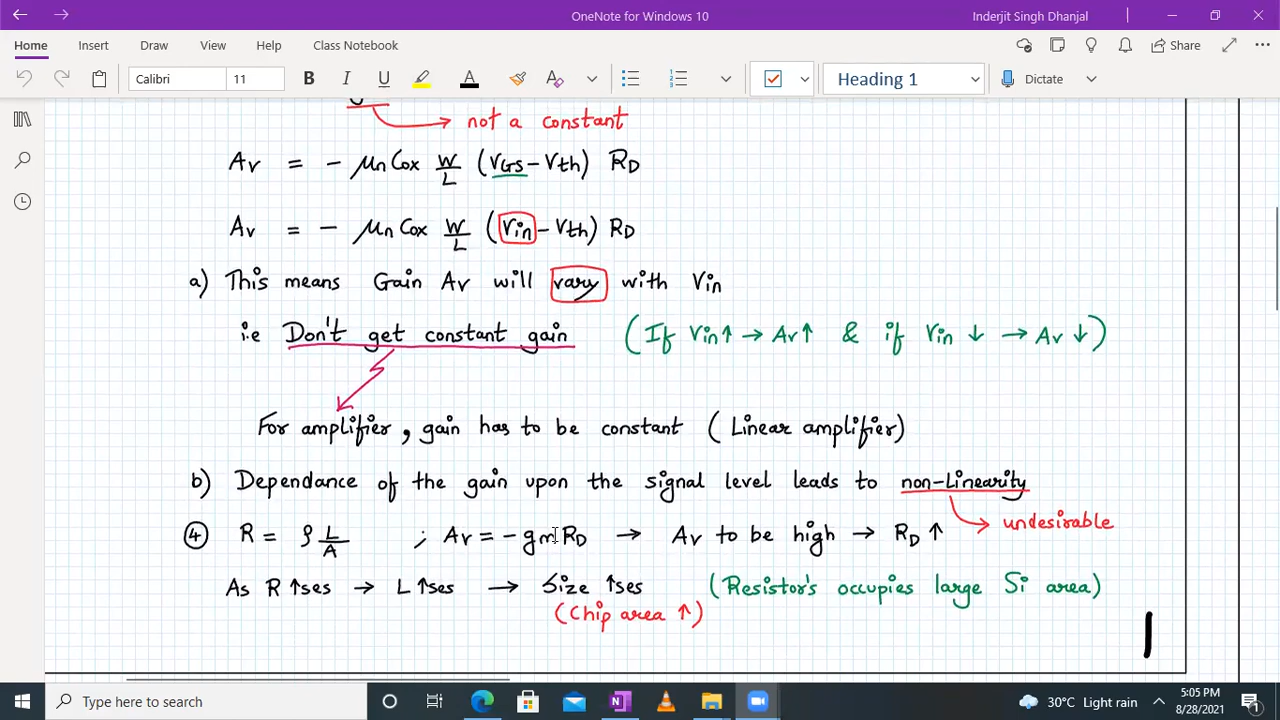 OneNote for Windows 10
Inderjit Singh Dhanjal
Home Insert Draw View Help Class Notebook
Share
Calibri 11 B I U A Heading 1 Dictate
not a constant
Av = - μn Cox W/L (VGS - Vth) RD
Av = - μn Cox W/L (Vin - Vth) RD
a) This means Gain Av will vary with Vin
i.e Don't get constant gain (If Vin ↑ → Av ↑ & if Vin ↓ → Av ↓)
For amplifier, gain has to be constant (Linear amplifier)
b) Dependance of the gain upon the signal level leads to non-Linearity
→ undesirable
④ R = ρ L/A ; Av = - gm RD → Av to be high → RD ↑
As R ↑ses → L ↑ses → Size ↑ses (Resistor's occupies large Si area)
(Chip area ↑)
Type here to search
30°C Light rain
5:05 PM
8/28/2021